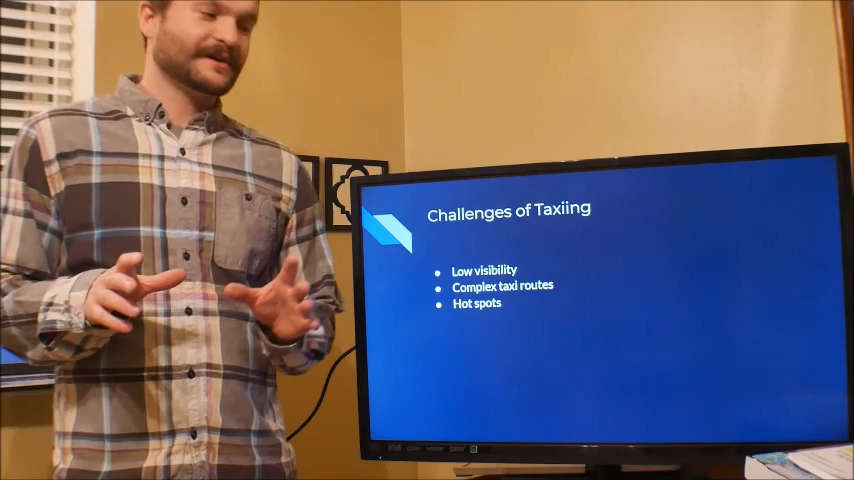 Challenges of Taxiing
● Low visibility
● Complex taxi routes
● Hot spots